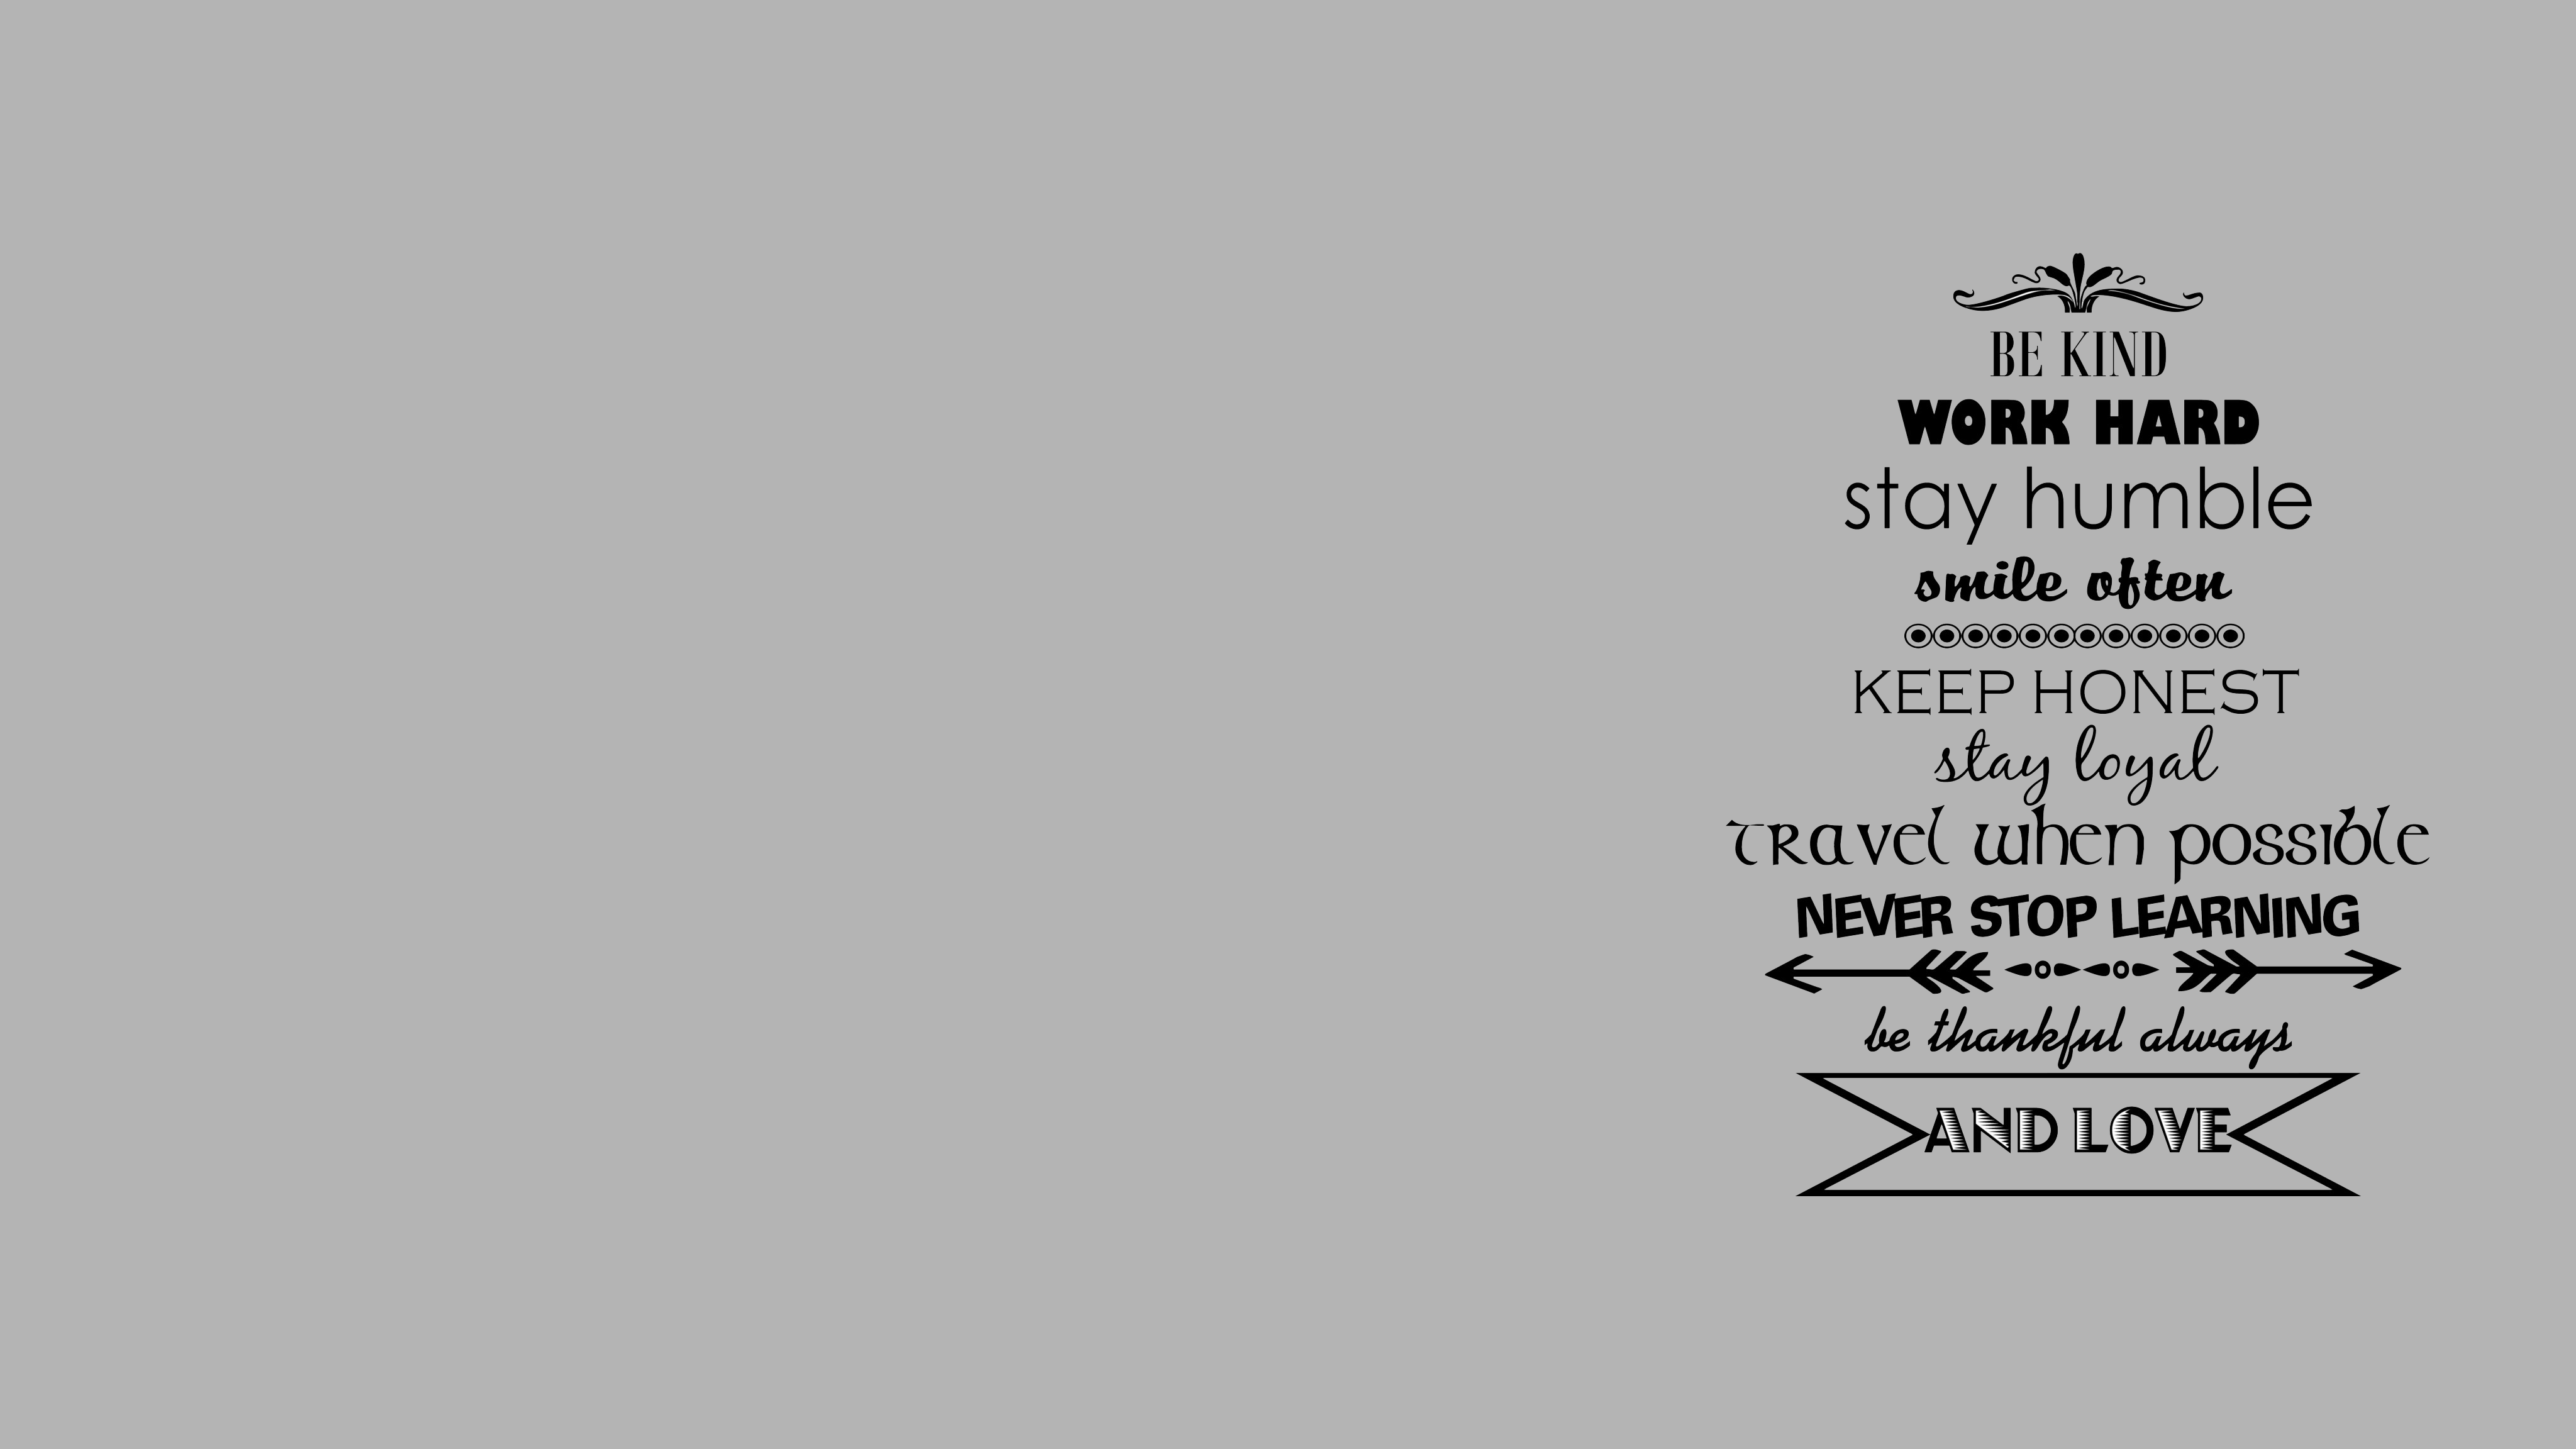 BE KIND
WORK HARD
stay humble
smile often
KEEP HONEST
stay loyal
travel when possible
NEVER STOP LEARNING
be thankful always
AND LOVE